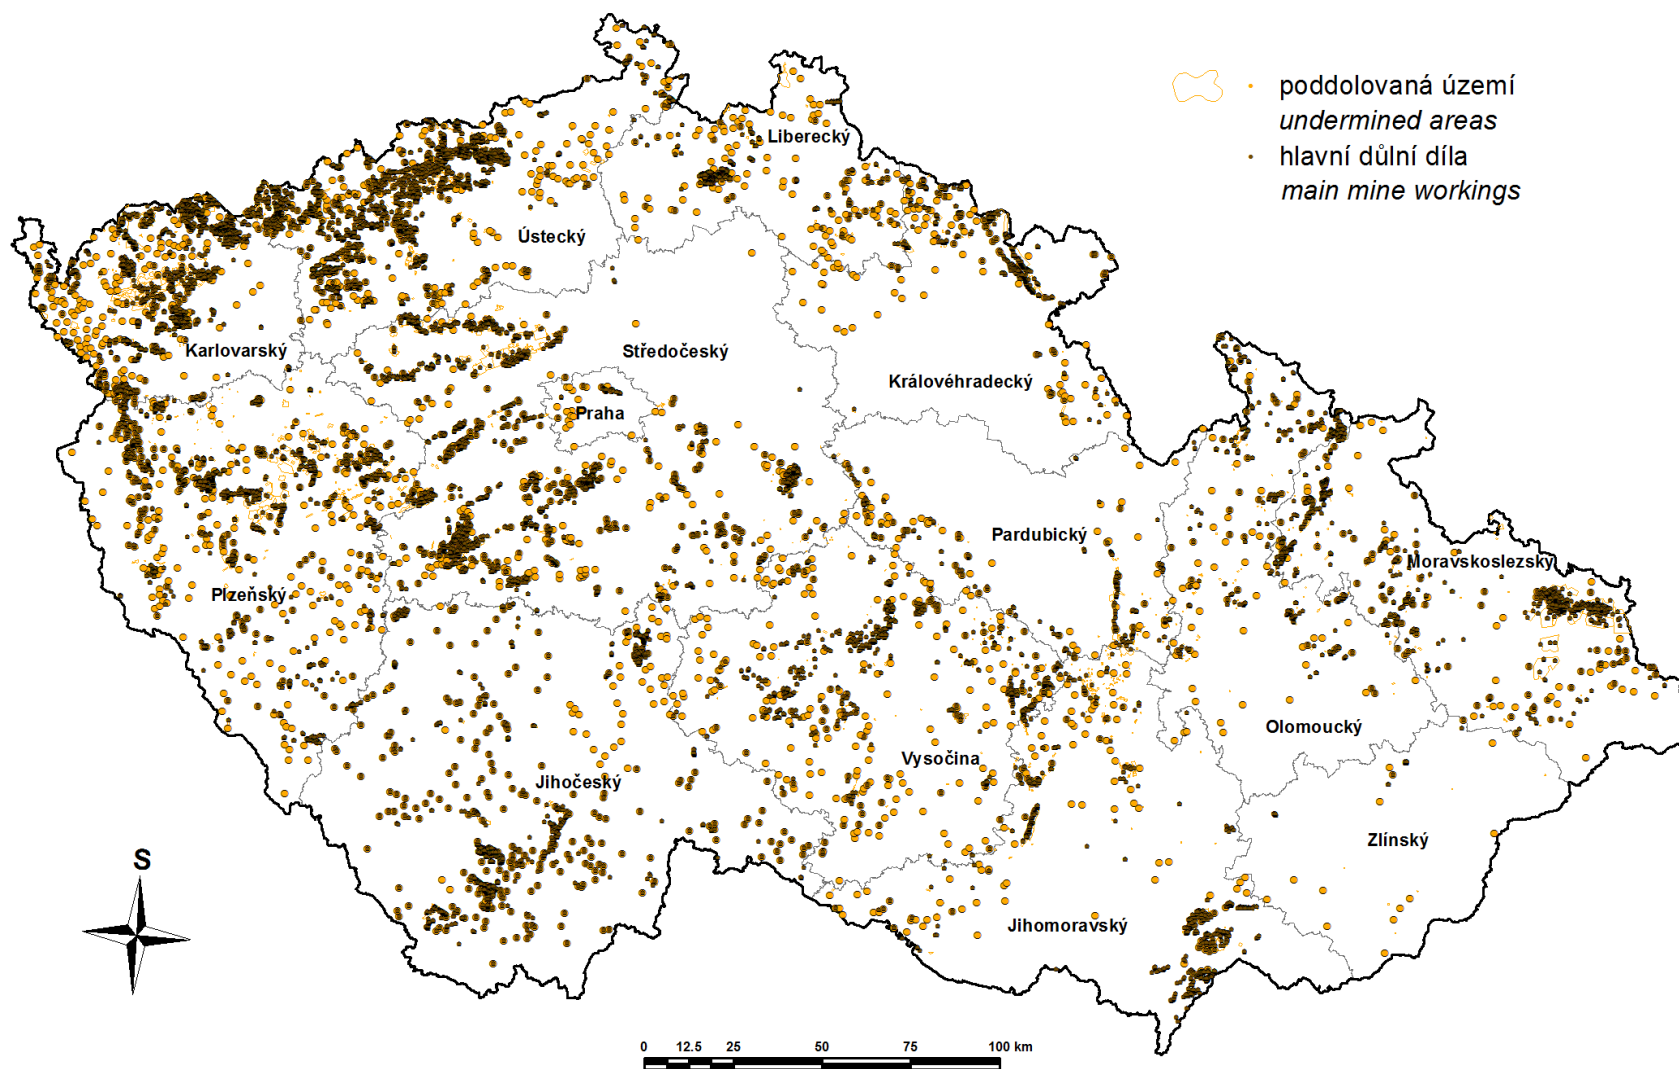 poddolovaná území
undermined areas
hlavní důlní díla
main mine workings
Liberecký
Ústecký
Karlovarský
Středočeský
Královéhradecký
Praha
Pardubický
Moravskoslezský
Plzeňský
Olomoucký
Vysočina
Jihočeský
Zlínský
S
Jihomoravský
0 12.5 25 50 75 100 km